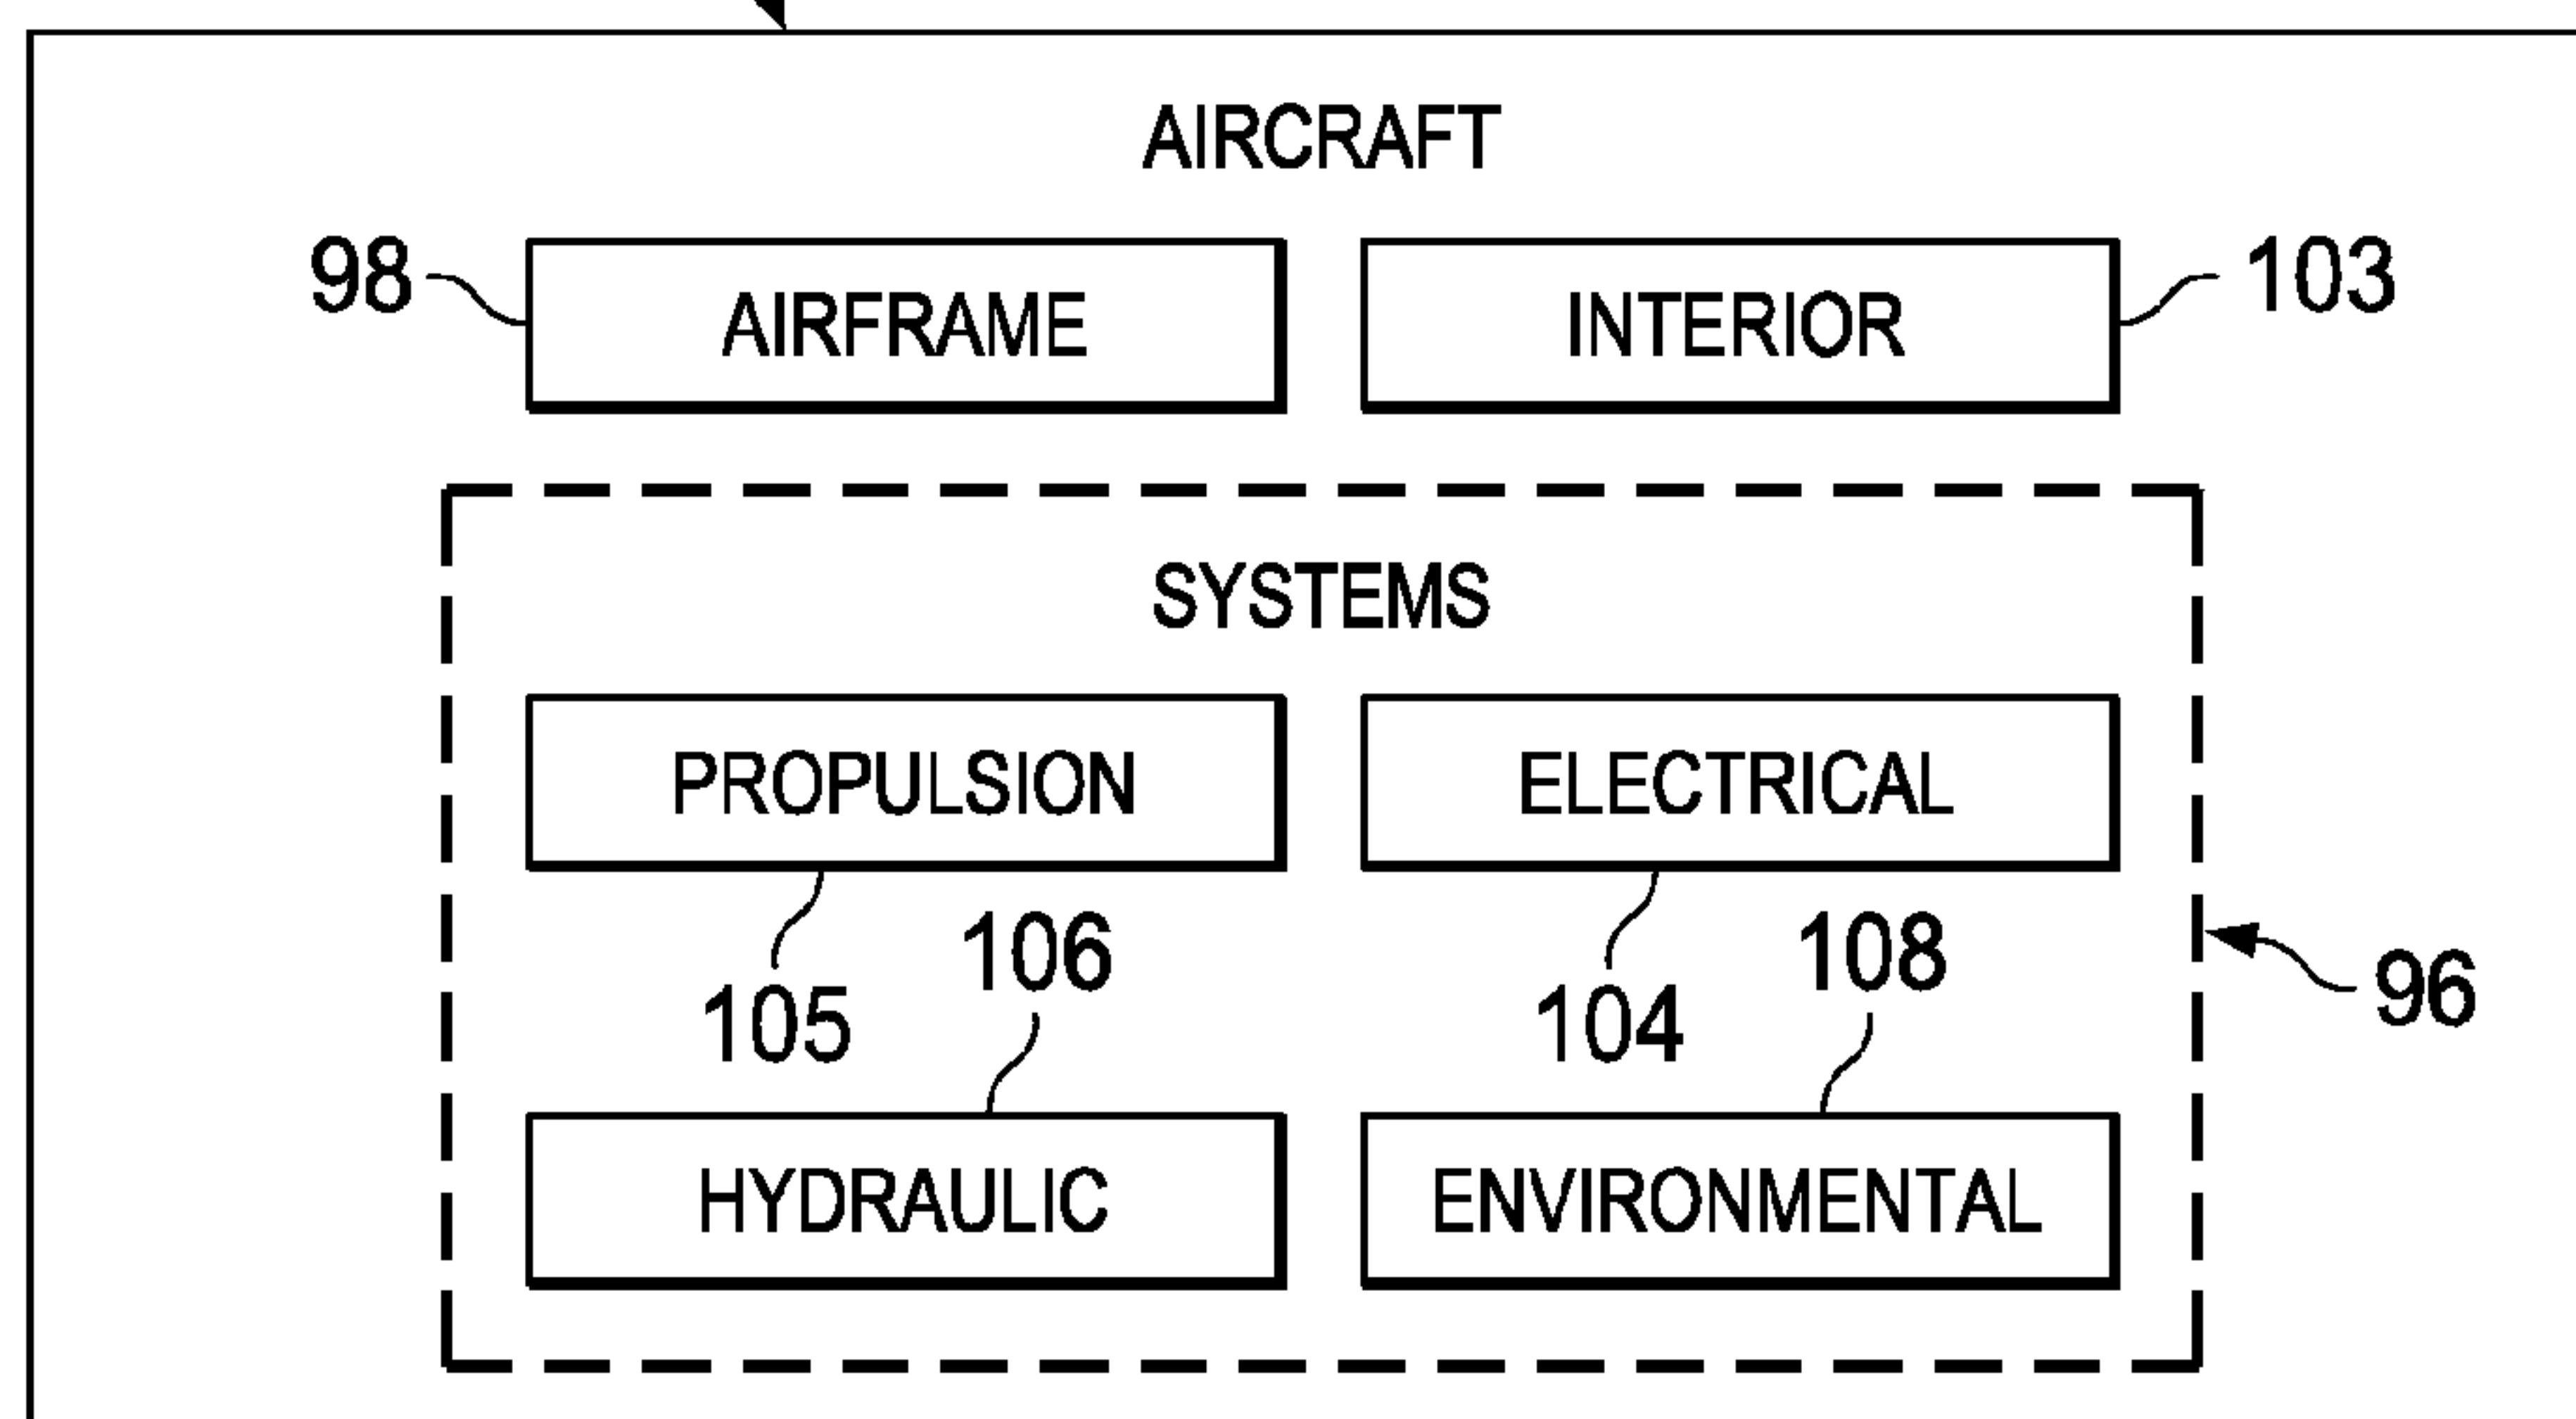 AIRCRAFT
98 AIRFRAME INTERIOR 103
SYSTEMS
PROPULSION ELECTRICAL
106 108
105 104 96
HYDRAULIC ENVIRONMENTAL